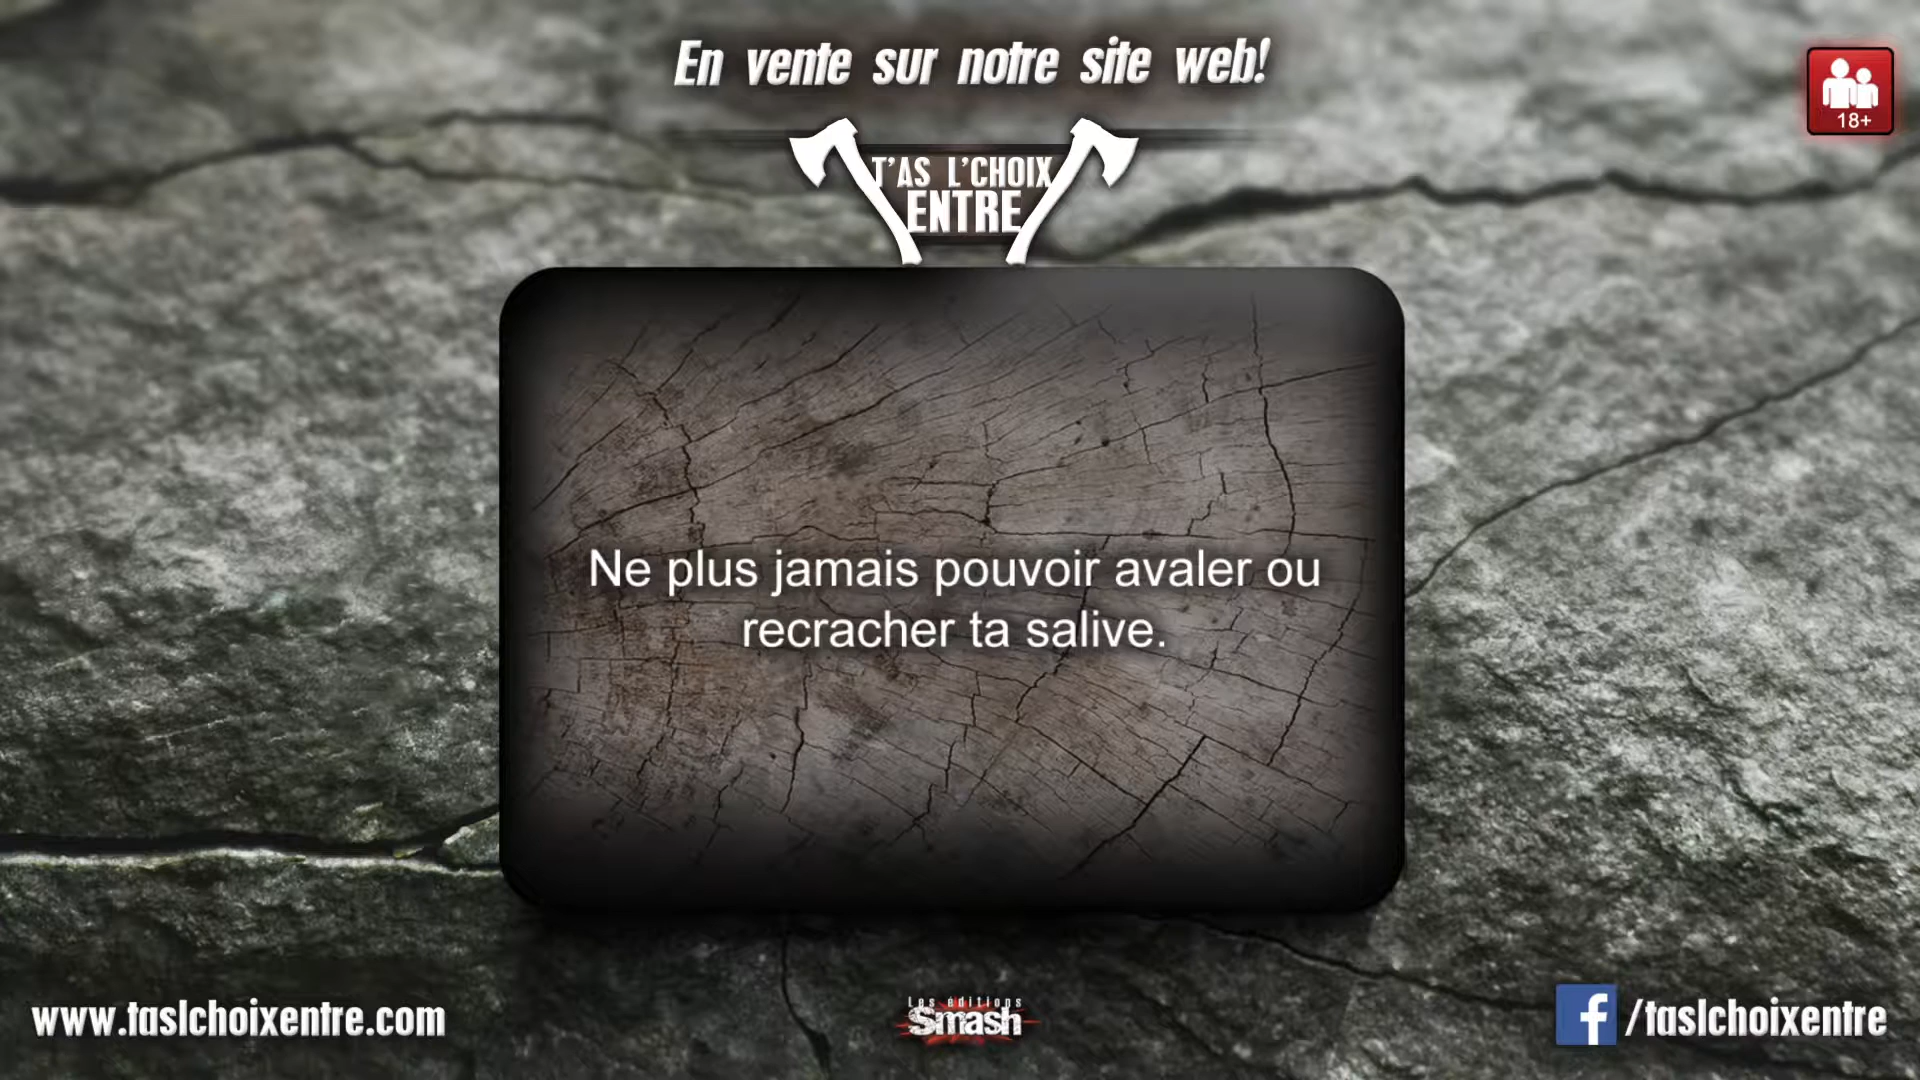 En vente sur notre site web!
18+
T'AS L'CHOIX
ENTRE
Ne plus jamais pouvoir avaler ou
recracher ta salive.
www.taslchoixentre.com
Les éditions
Smash
f /taslchoixentre